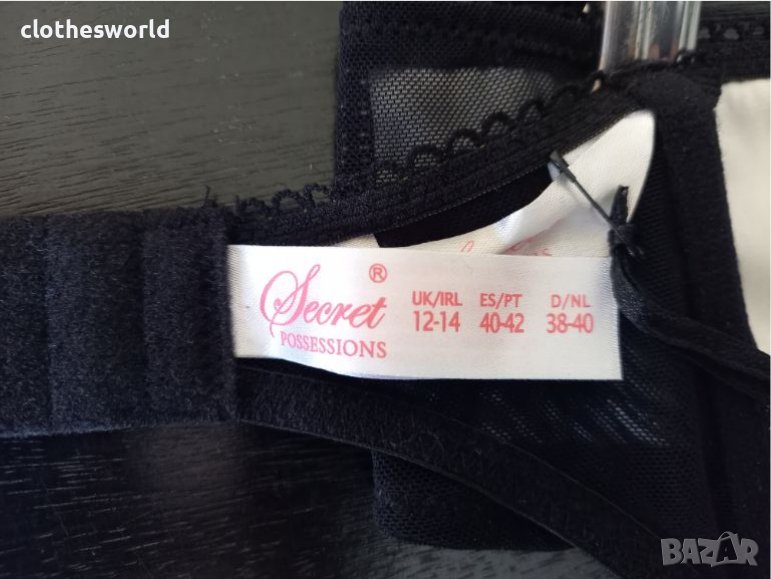 clothesworld
Secret ®
POSSESSIONS
UK/IRL ES/PT D/NL
12-14 40-42 38-40
BAZAR